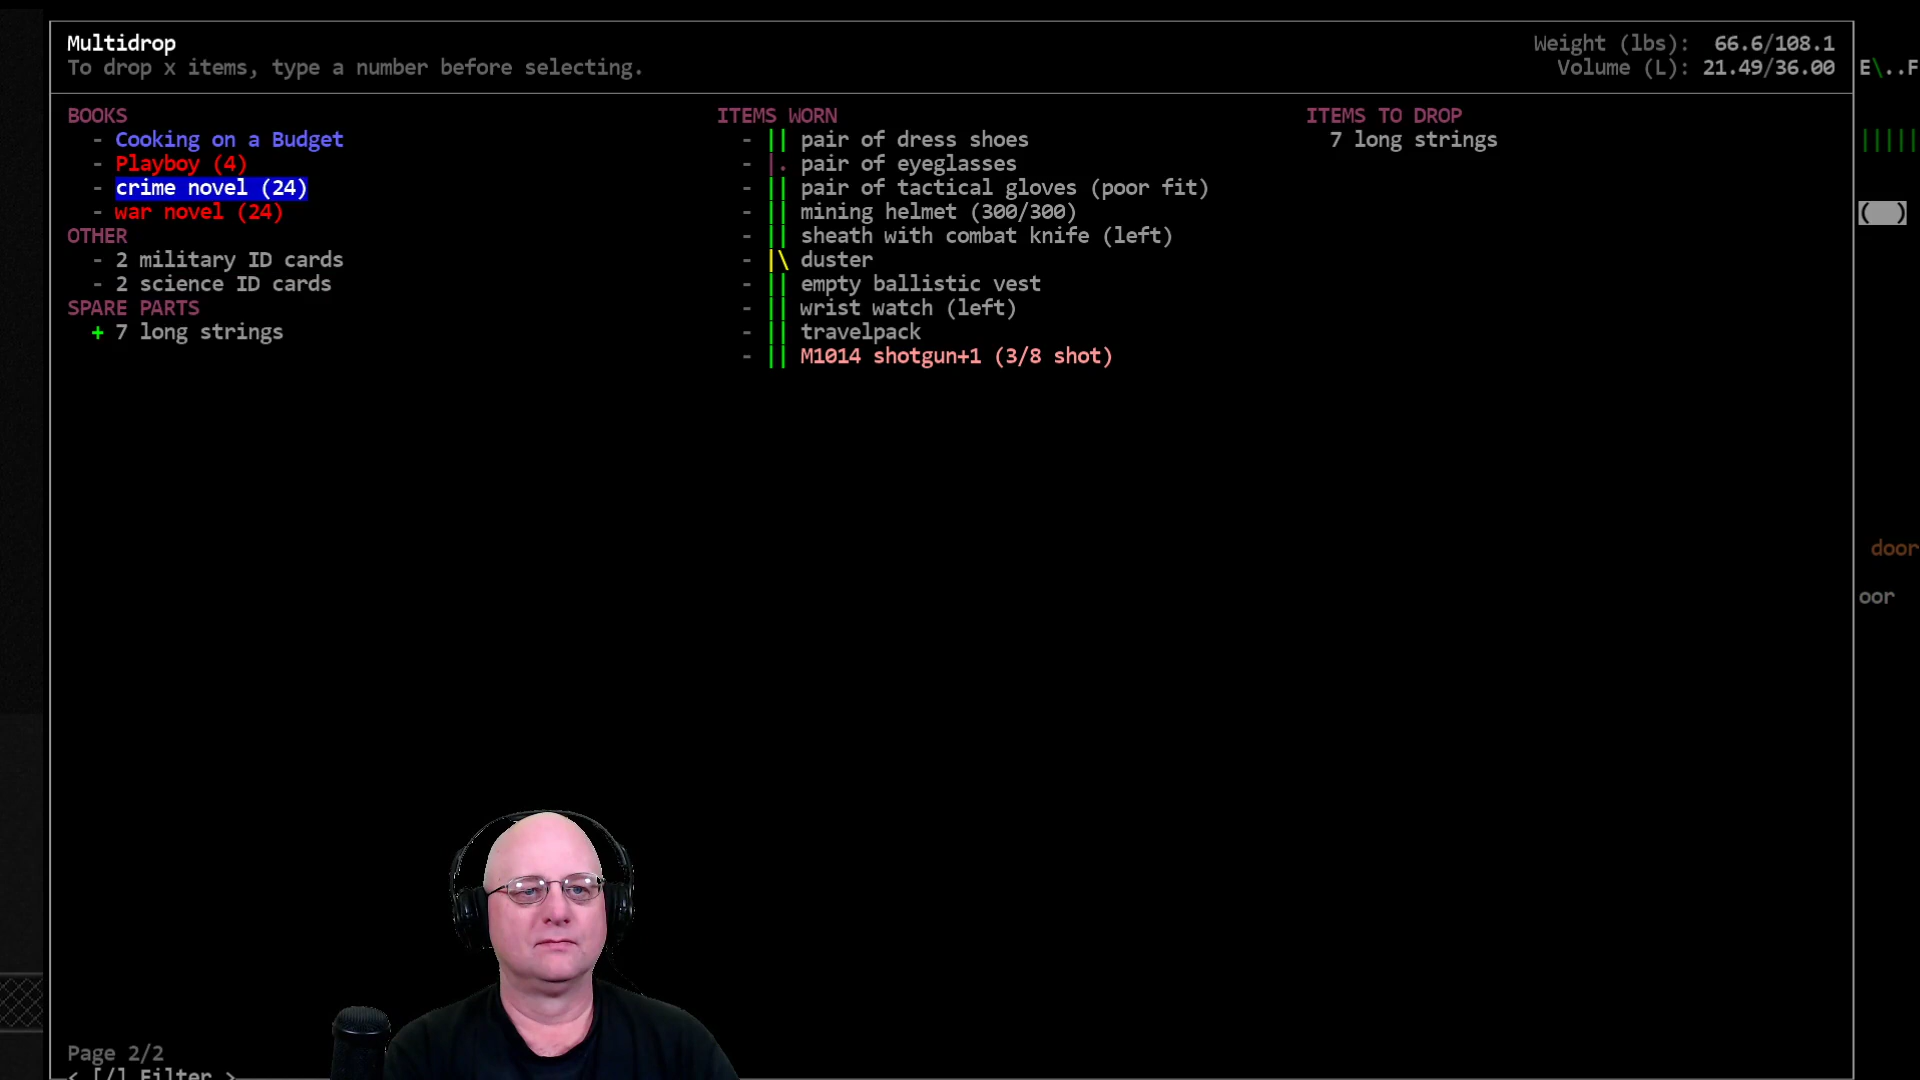 Multidrop
To drop x items, type a number before selecting.
Weight (lbs): 66.6/108.1
Volume (L): 21.49/36.00
E\..F
BOOKS
- Cooking on a Budget
- Playboy (4)
- crime novel (24)
- war novel (24)
OTHER
- 2 military ID cards
- 2 science ID cards
SPARE PARTS
+ 7 long strings
ITEMS WORN
- || pair of dress shoes
- |. pair of eyeglasses
- || pair of tactical gloves (poor fit)
- || mining helmet (300/300)
- || sheath with combat knife (left)
- |\ duster
- || empty ballistic vest
- || wrist watch (left)
- || travelpack
- || M1014 shotgun+1 (3/8 shot)
ITEMS TO DROP
7 long strings
|||||
( )
door
oor
Page 2/2
< [/] Filter >